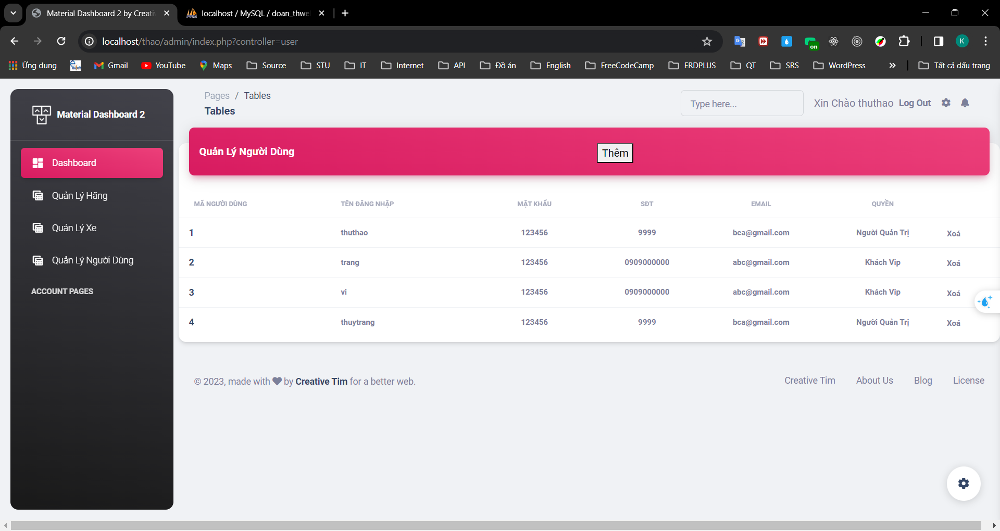 Material Dashboard 2 by Creati
localhost / MySQL / doan_thwe
localhost/thao/admin/index.php?controller=user
on
K
Ứng dụng
Gmail
YouTube
Maps
Source
STU
IT
Internet
API
Đồ án
English
FreeCodeCamp
ERDPLUS
QT
SRS
WordPress
Tất cả dấu trang
Material Dashboard 2
Dashboard
Quản Lý Hãng
Quản Lý Xe
Quản Lý Người Dùng
ACCOUNT PAGES
Pages / Tables
Tables
Type here...
Xin Chào thuthao Log Out
Quản Lý Người Dùng
Thêm
MÃ NGƯỜI DÙNG TÊN ĐĂNG NHẬP MẬT KHẨU SĐT EMAIL QUYỀN
1 thuthao 123456 9999 bca@gmail.com Người Quản Trị Xoá
2 trang 123456 0909000000 abc@gmail.com Khách Vip Xoá
3 vi 123456 0909000000 abc@gmail.com Khách Vip Xoá
4 thuytrang 123456 9999 bca@gmail.com Người Quản Trị Xoá
© 2023, made with by Creative Tim for a better web.
Creative Tim
About Us
Blog
License